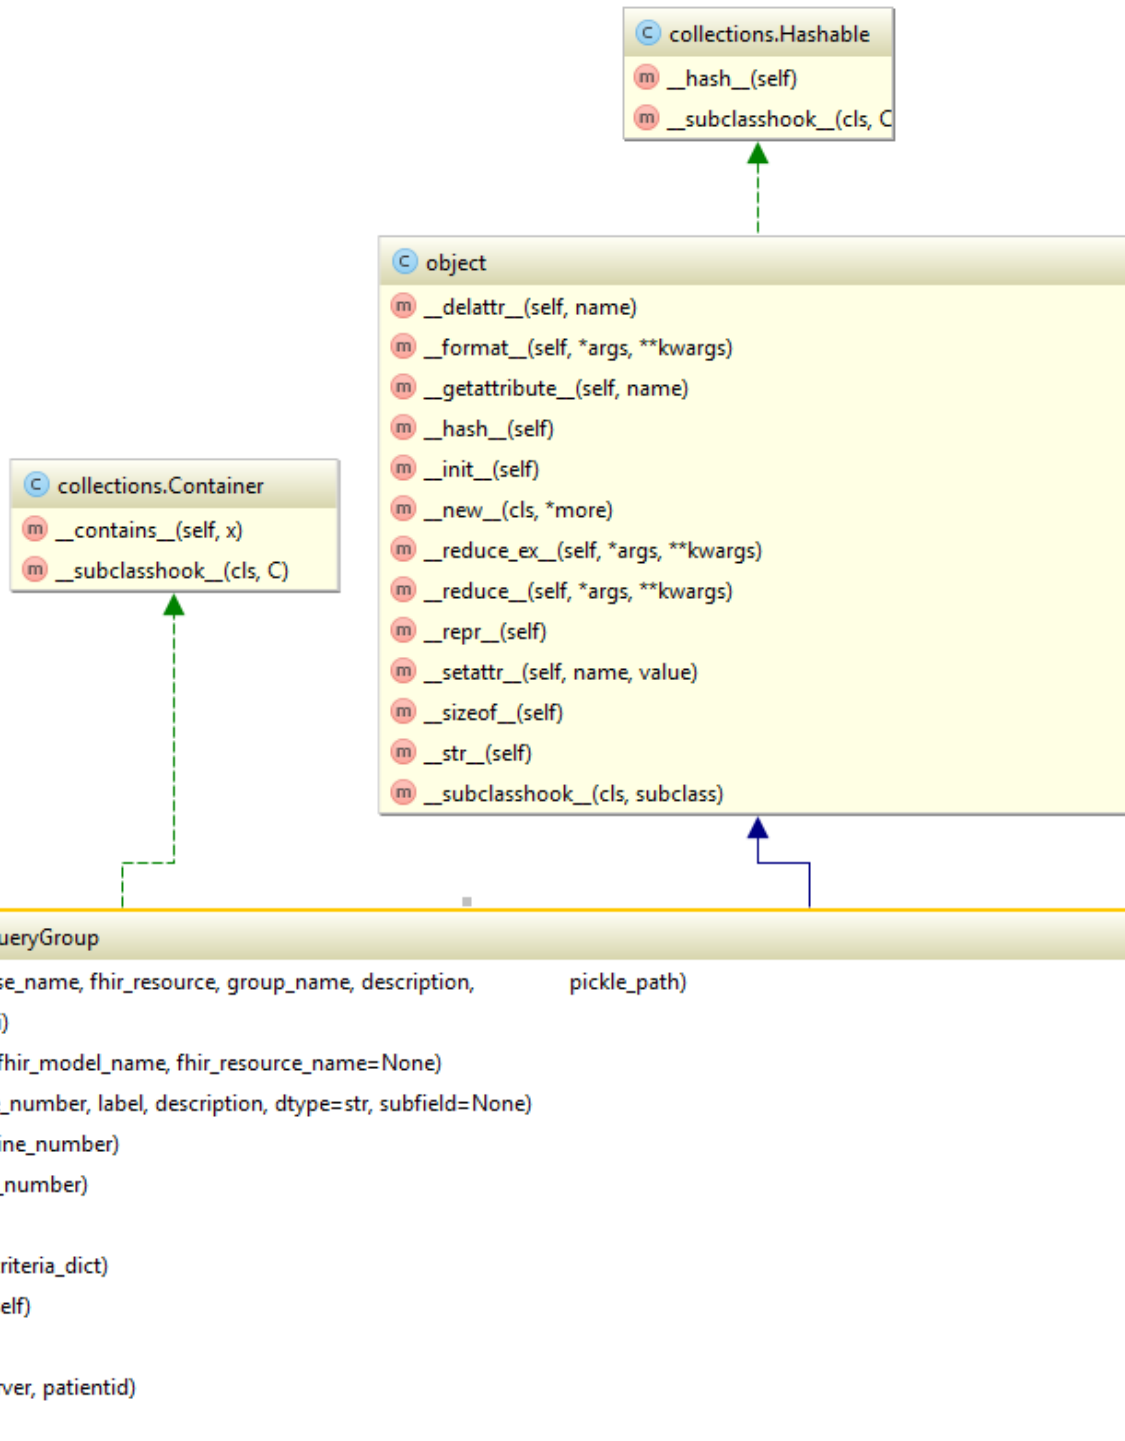 C collections.Hashable
m __hash__(self)
m __subclasshook__(cls, C
C object
m __delattr__(self, name)
m __format__(self, *args, **kwargs)
m __getattribute__(self, name)
m __hash__(self)
m __init__(self)
m __new__(cls, *more)
m __reduce_ex__(self, *args, **kwargs)
m __reduce__(self, *args, **kwargs)
m __repr__(self)
m __setattr__(self, name, value)
m __sizeof__(self)
m __str__(self)
m __subclasshook__(cls, subclass)
C collections.Container
m __contains__(self, x)
m __subclasshook__(cls, C)
ueryGroup
se_name, fhir_resource, group_name, description, pickle_path)
)
fhir_model_name, fhir_resource_name=None)
_number, label, description, dtype=str, subfield=None)
ine_number)
_number)
riteria_dict)
elf)
ver, patientid)